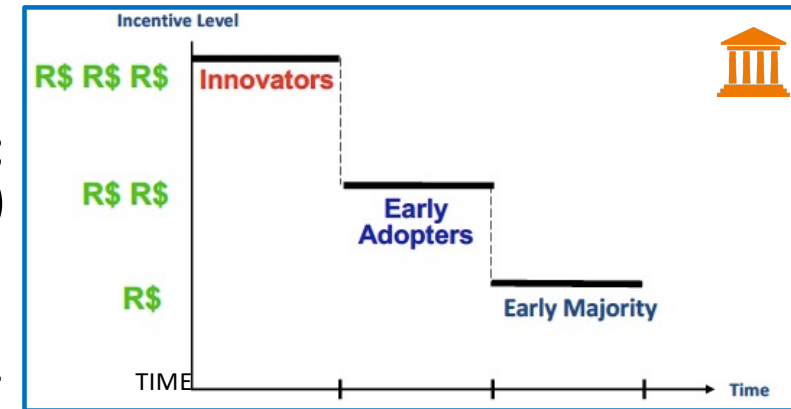 Incentive Level
R$ R$ R$
Innovators
R$ R$
Early
Adopters
R$
Early Majority
TIME
Time